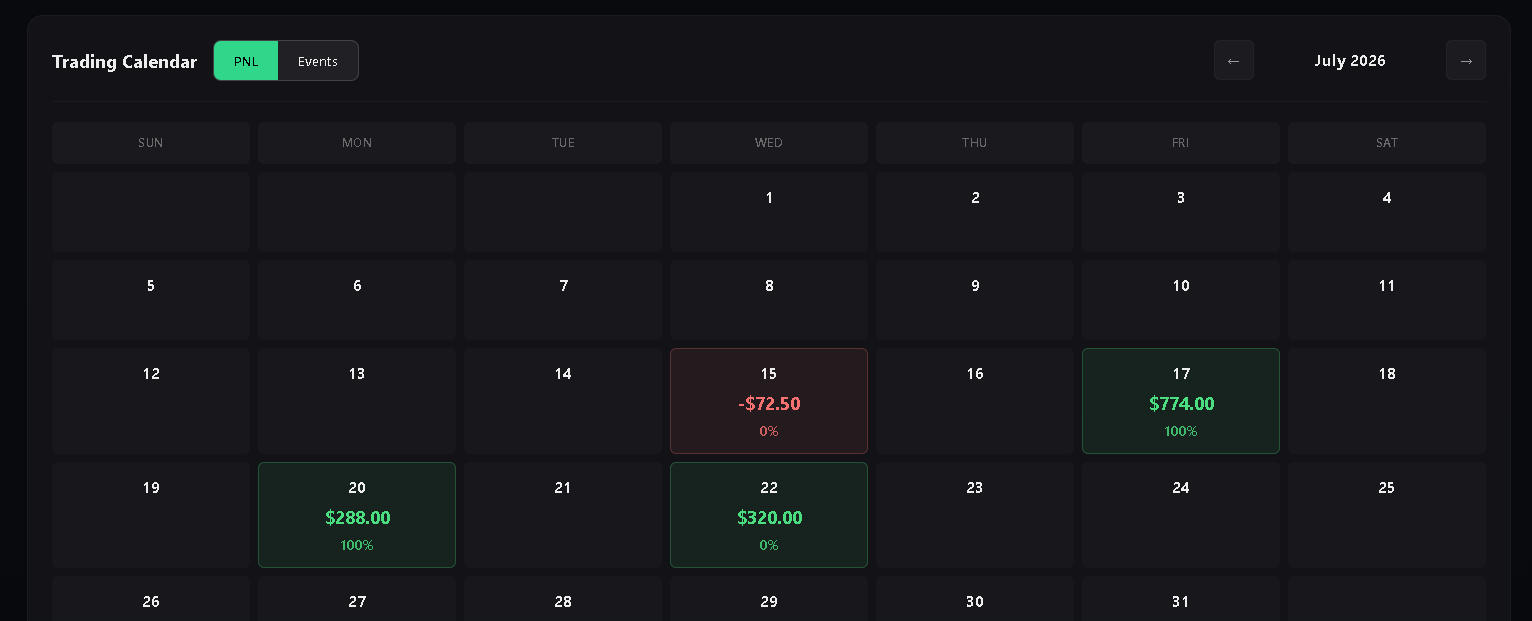 Trading Calendar PNL Events ← July 2026 →
SUN MON TUE WED THU FRI SAT
1 2 3 4
5 6 7 8 9 10 11
12 13 14 15 16 17 18
-$72.50 $774.00
0% 100%
19 20 21 22 23 24 25
$288.00 $320.00
100% 0%
26 27 28 29 30 31